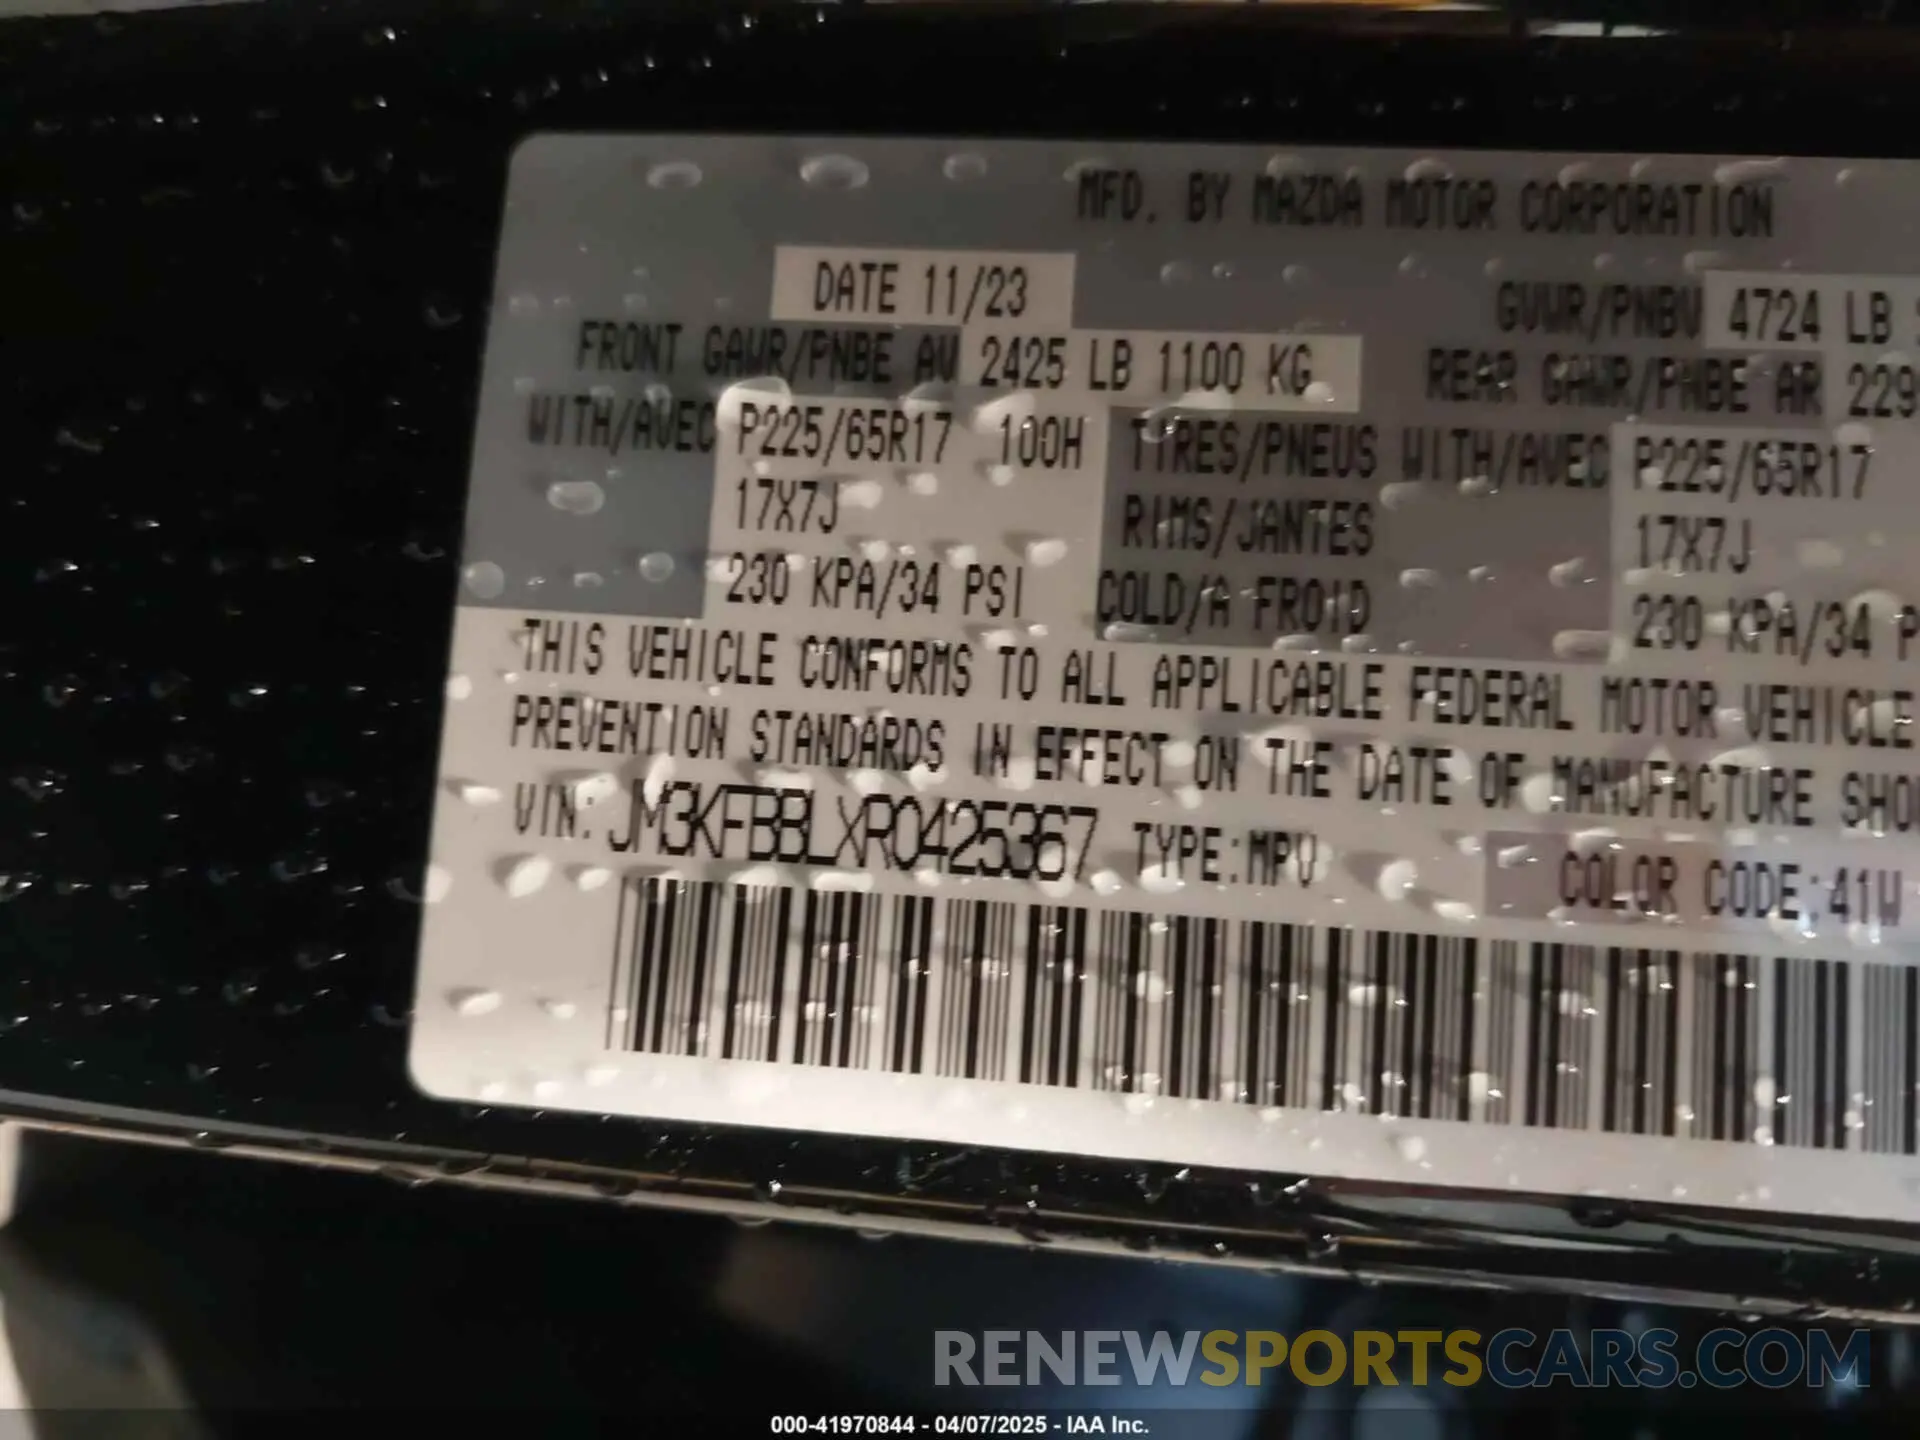 MFD. BY MAZDA MOTOR CORPORATION
DATE 11/23 GVWR/PNBV 4724 LB
FRONT GAWR/PNBE AV 2425 LB 1100 KG REAR GAWR/PNBE AR 229
WITH/AVEC P225/65R17 100H TIRES/PNEUS WITH/AVEC P225/65R17
17X7J RIMS/JANTES 17X7J
230 KPA/34 PSI COLD/A FROID 230 KPA/34 P
THIS VEHICLE CONFORMS TO ALL APPLICABLE FEDERAL MOTOR VEHICLE
PREVENTION STANDARDS IN EFFECT ON THE DATE OF MANUFACTURE SHO
VIN: JM3KFBBLXR0425367 TYPE:MPV COLOR CODE:41W
RENEWSPORTSCARS.COM
000-41970844 - 04/07/2025 - IAA Inc.